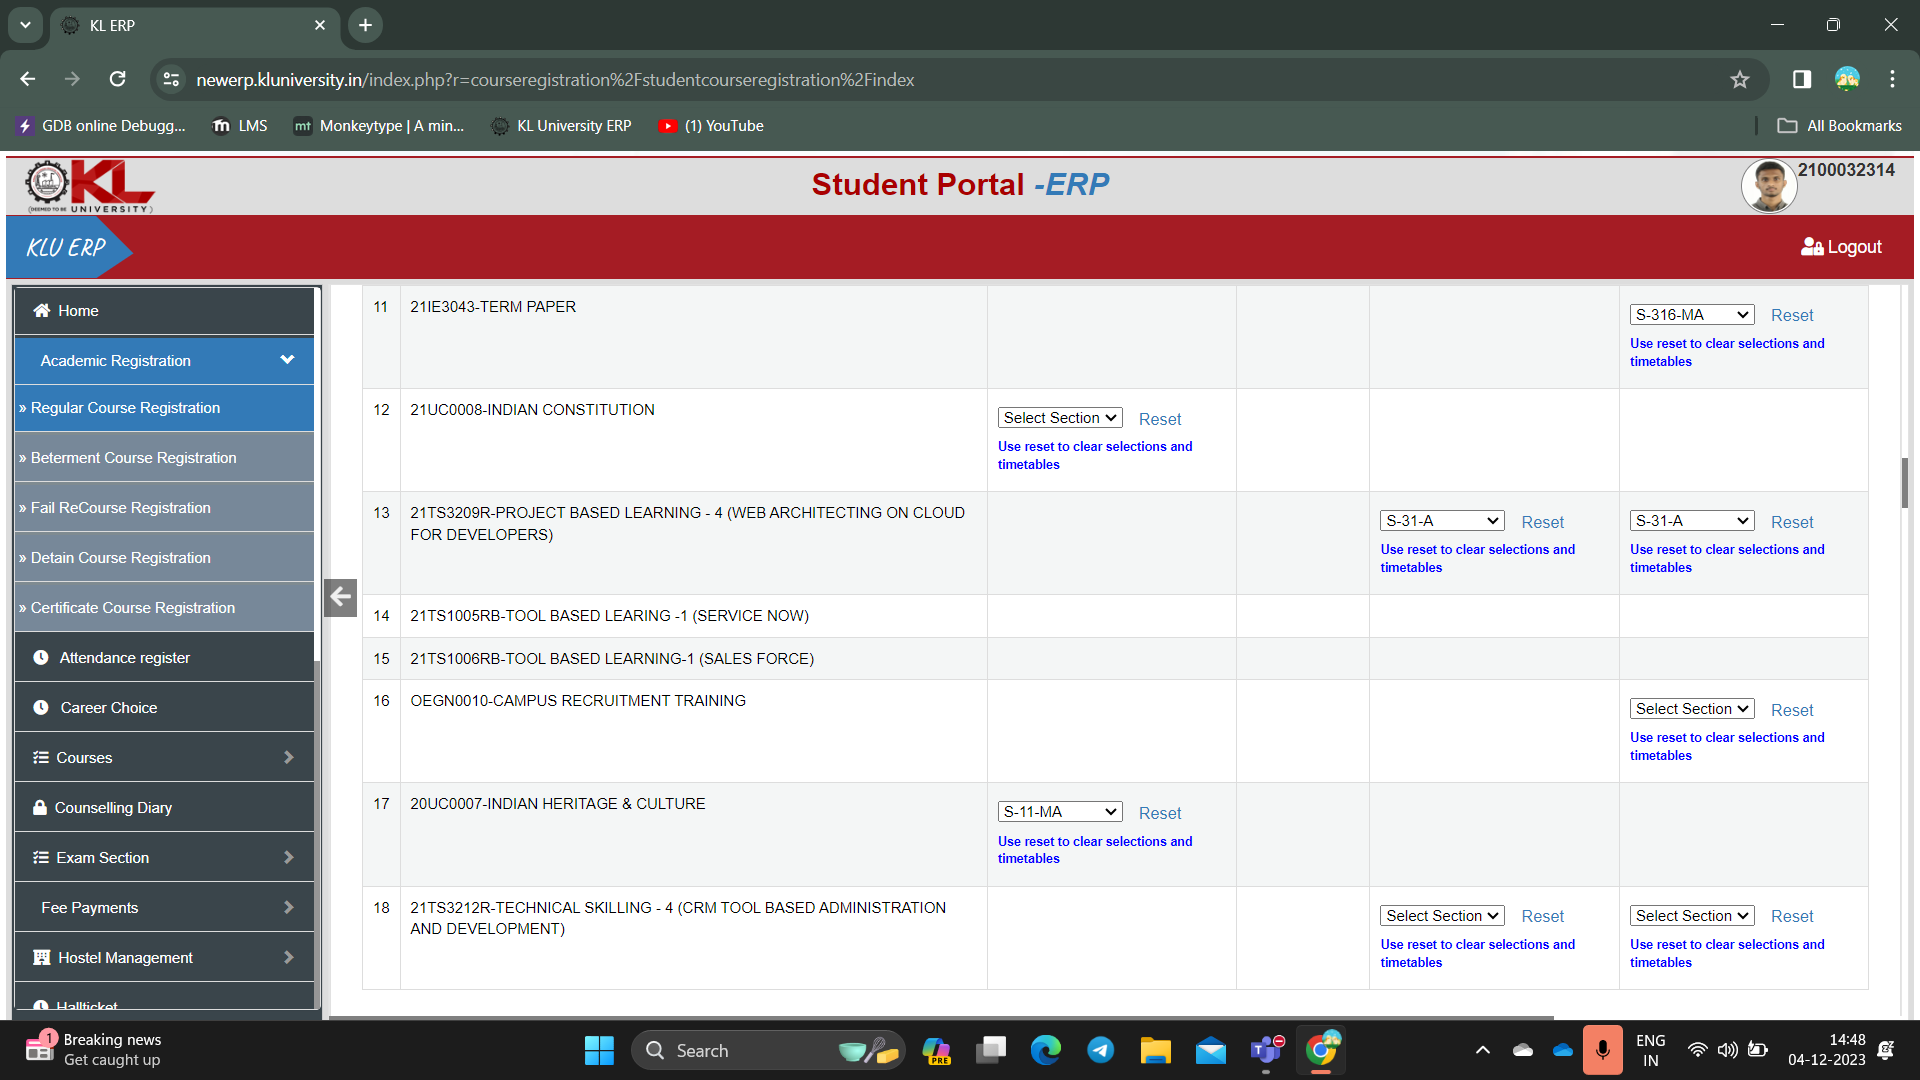 KL ERP
newerp.kluniversity.in/index.php?r=courseregistration%2Fstudentcourseregistration%2Findex
GDB online Debugg... LMS Monkeytype | A min... KL University ERP (1) YouTube All Bookmarks
KL
(DEEMED TO BE UNIVERSITY)
Student Portal -ERP
2100032314
KLU ERP
Logout
Home
Academic Registration
» Regular Course Registration
» Beterment Course Registration
» Fail ReCourse Registration
» Detain Course Registration
» Certificate Course Registration
Attendance register
Career Choice
Courses
Counselling Diary
Exam Section
Fee Payments
Hostel Management
Hallticket
11 21IE3043-TERM PAPER S-316-MA Reset
Use reset to clear selections and
timetables
12 21UC0008-INDIAN CONSTITUTION Select Section Reset
Use reset to clear selections and
timetables
13 21TS3209R-PROJECT BASED LEARNING - 4 (WEB ARCHITECTING ON CLOUD
FOR DEVELOPERS)
S-31-A Reset
Use reset to clear selections and
timetables
S-31-A Reset
Use reset to clear selections and
timetables
14 21TS1005RB-TOOL BASED LEARING -1 (SERVICE NOW)
15 21TS1006RB-TOOL BASED LEARNING-1 (SALES FORCE)
16 OEGN0010-CAMPUS RECRUITMENT TRAINING Select Section Reset
Use reset to clear selections and
timetables
17 20UC0007-INDIAN HERITAGE & CULTURE S-11-MA Reset
Use reset to clear selections and
timetables
18 21TS3212R-TECHNICAL SKILLING - 4 (CRM TOOL BASED ADMINISTRATION
AND DEVELOPMENT)
Select Section Reset
Use reset to clear selections and
timetables
Select Section Reset
Use reset to clear selections and
timetables
1
Breaking news
Get caught up
Search
PRE
ENG
IN
14:48
04-12-2023